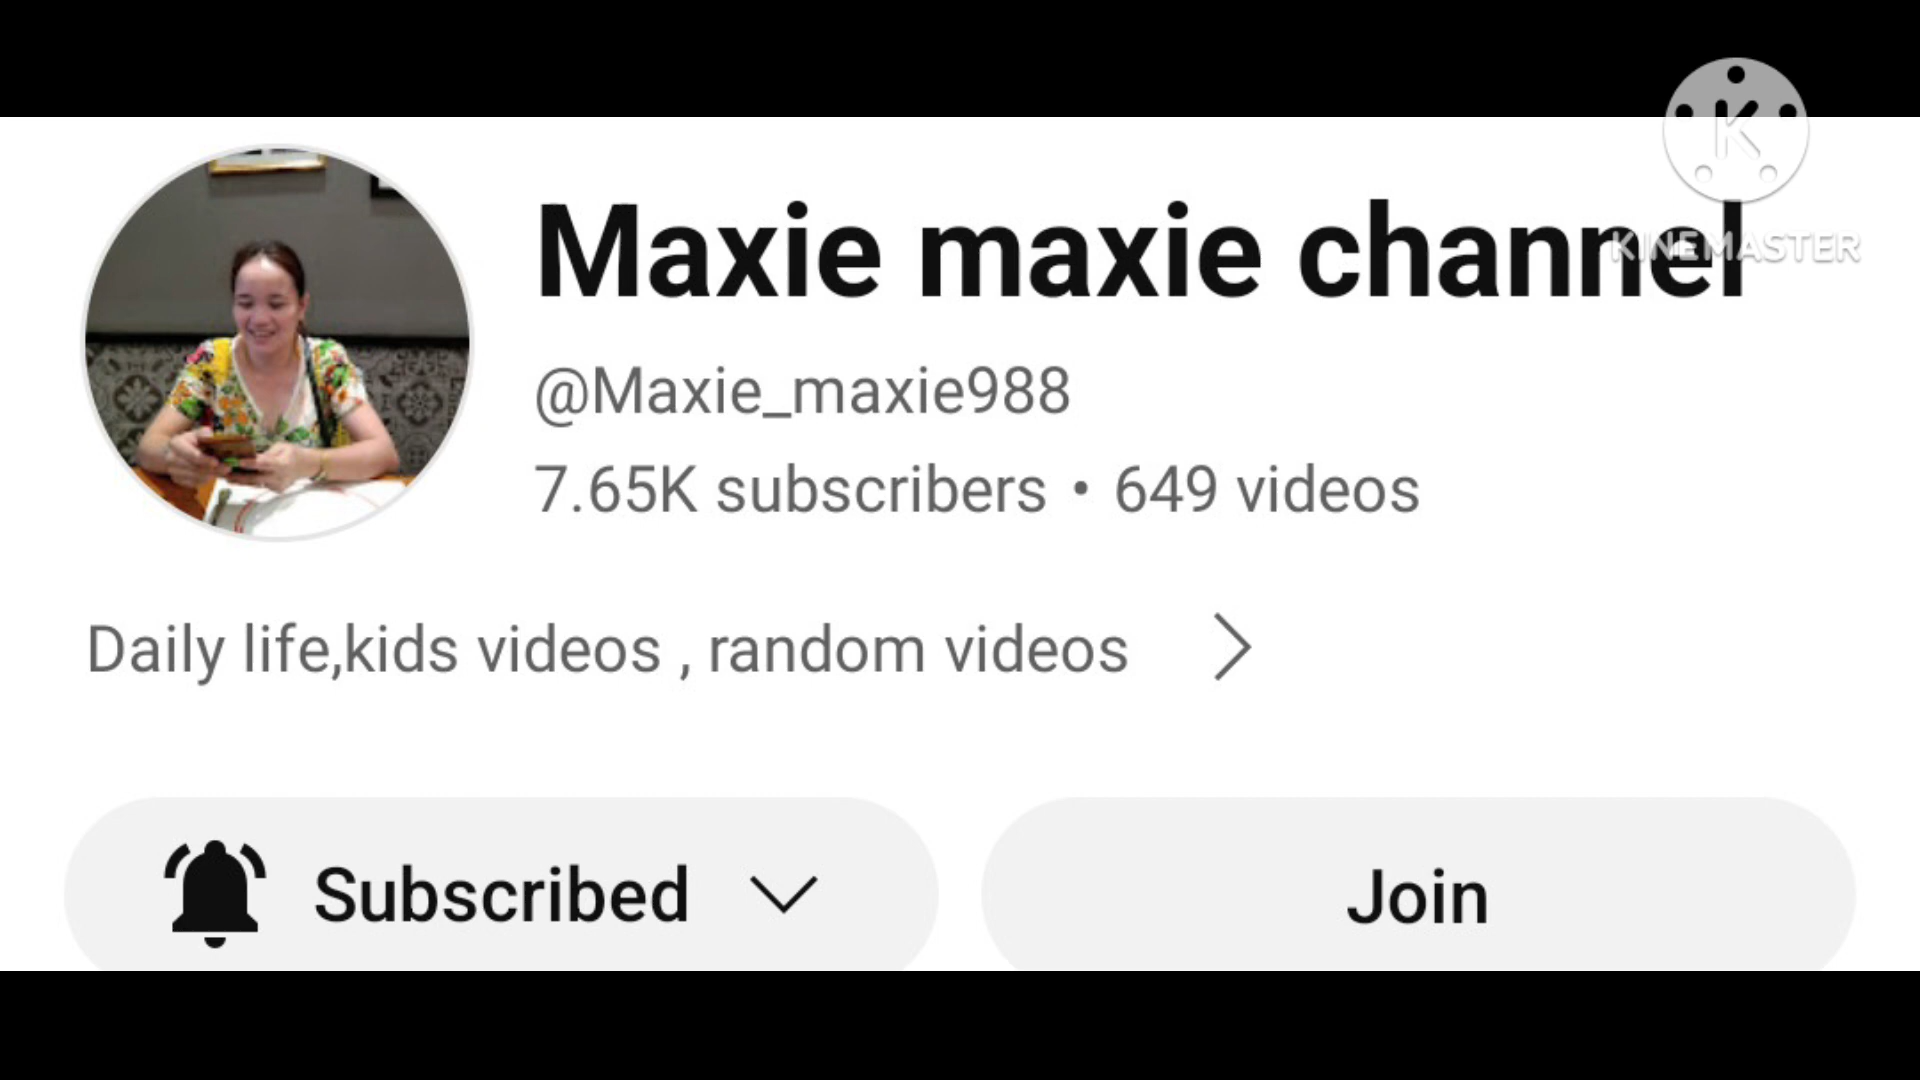 K
KINEMASTER
Maxie maxie channel
@Maxie_maxie988
7.65K subscribers • 649 videos
Daily life,kids videos , random videos
Subscribed
Join